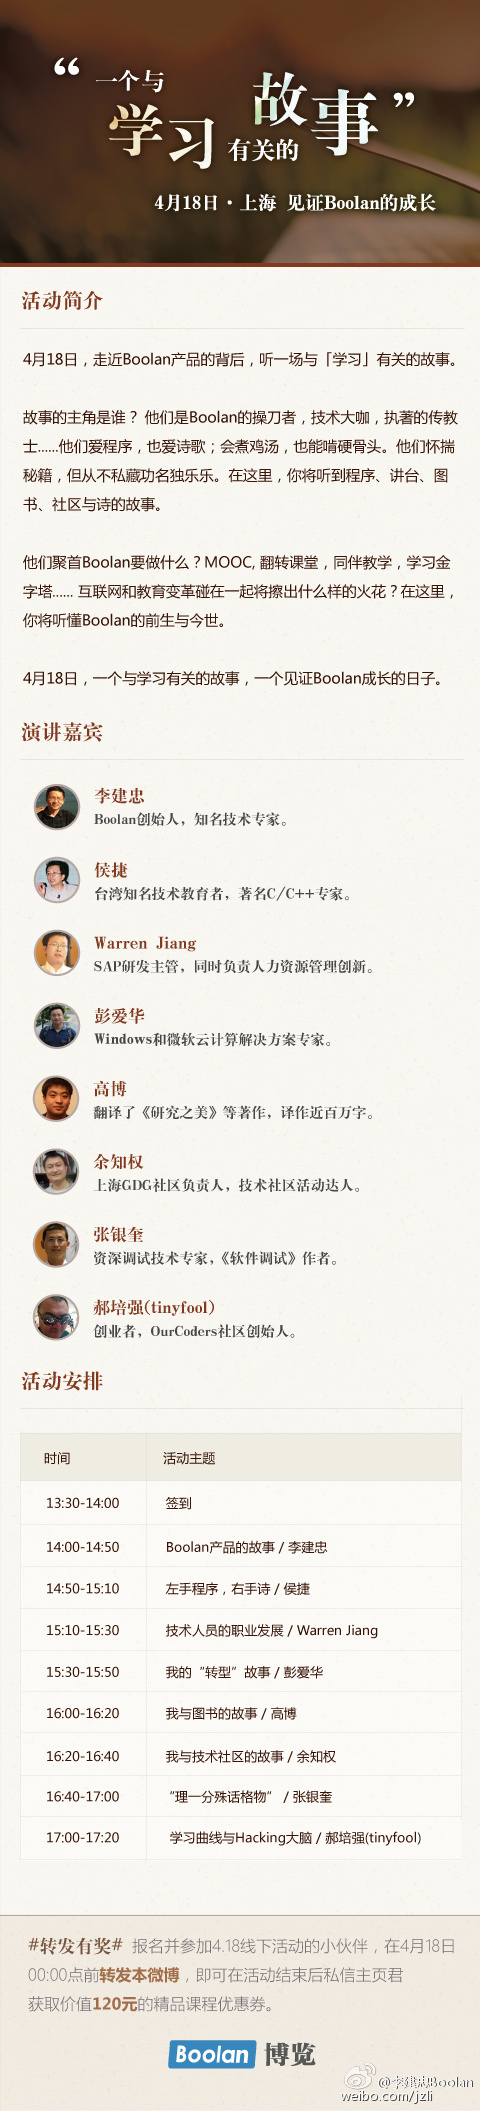 “ 一个与
学习 有关的 故事 ”
4月18日·上海 见证Boolan的成长
活动简介
4月18日，走近Boolan产品的背后，听一场与「学习」有关的故事。
故事的主角是谁？ 他们是Boolan的操刀者，技术大咖，执著的传教
士......他们爱程序，也爱诗歌；会煮鸡汤，也能啃硬骨头。他们怀揣
秘籍，但从不私藏功名独乐乐。在这里，你将听到程序、讲台、图
书、社区与诗的故事。
他们聚首Boolan要做什么？MOOC, 翻转课堂，同伴教学，学习金
字塔...... 互联网和教育变革碰在一起将擦出什么样的火花？在这里，
你将听懂Boolan的前生与今世。
4月18日，一个与学习有关的故事，一个见证Boolan成长的日子。
演讲嘉宾
李建忠
Boolan创始人，知名技术专家。
侯捷
台湾知名技术教育者，著名C/C++专家。
Warren Jiang
SAP研发主管，同时负责人力资源管理创新。
彭爱华
Windows和微软云计算解决方案专家。
高博
翻译了《研究之美》等著作，译作近百万字。
余知权
上海GDG社区负责人，技术社区活动达人。
张银奎
资深调试技术专家，《软件调试》作者。
郝培强(tinyfool)
创业者，OurCoders社区创始人。
活动安排
时间 活动主题
13:30-14:00 签到
14:00-14:50 Boolan产品的故事 / 李建忠
14:50-15:10 左手程序，右手诗 / 侯捷
15:10-15:30 技术人员的职业发展 / Warren Jiang
15:30-15:50 我的“转型”故事 / 彭爱华
16:00-16:20 我与图书的故事 / 高博
16:20-16:40 我与技术社区的故事 / 余知权
16:40-17:00 “理一分殊话格物” / 张银奎
17:00-17:20 学习曲线与Hacking大脑 / 郝培强(tinyfool)
#转发有奖# 报名并参加4.18线下活动的小伙伴，在4月18日
00:00点前转发本微博，即可在活动结束后私信主页君
获取价值120元的精品课程优惠券。
Boolan 博览
@李建忠Boolan
weibo.com/jzli